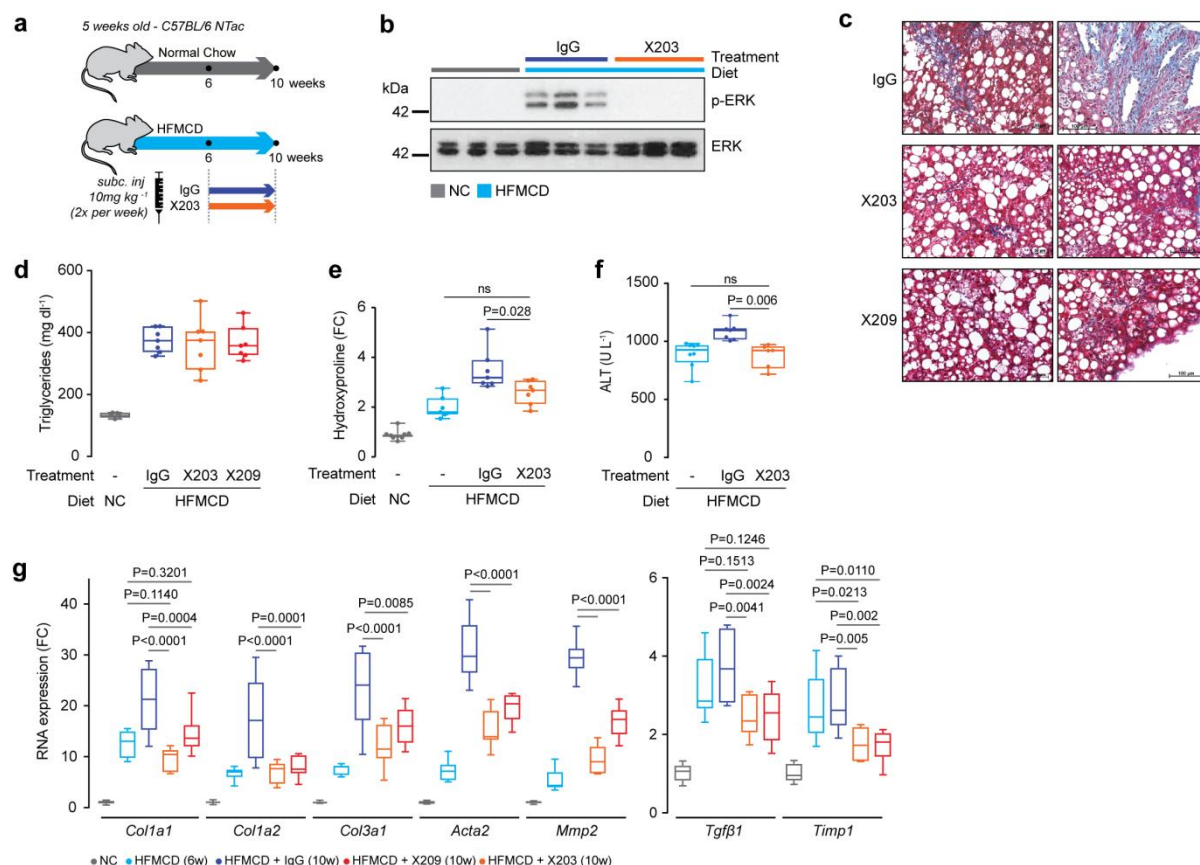 a
5 weeks old - C57BL/6 NTac
Normal Chow
6
10 weeks
HFMCD
6
10 weeks
subc. inj
10mg kg -1
(2x per week)
IgG
X203
b
IgG
X203
Treatment
Diet
kDa
42
p-ERK
42
ERK
NC
HFMCD
c
IgG
X203
X209
100 µm
d
Triglycerides (mg dl-1)
600
400
200
0
Treatment - IgG X203 X209
Diet NC HFMCD
e
Hydoxyproline (FC)
6
4
2
0
ns
P=0.028
Treatment - - IgG X203
Diet NC HFMCD
f
ALT (U L-1)
1500
1000
500
0
ns
P= 0.006
Treatment - IgG X203
Diet HFMCD
g
RNA expression (FC)
40
30
20
10
0
P=0.3201
P=0.1140
P=0.0004
P<0.0001
P=0.0001
P<0.0001
P=0.0085
P<0.0001
P<0.0001
P<0.0001
6
4
2
0
P=0.1246
P=0.1513
P=0.0024
P=0.0041
P=0.0110
P=0.0213
P=0.002
P=0.005
Col1a1 Col1a2 Col3a1 Acta2 Mmp2 Tgfβ1 Timp1
NC HFMCD (6w) HFMCD + IgG (10w) HFMCD + X209 (10w) HFMCD + X203 (10w)